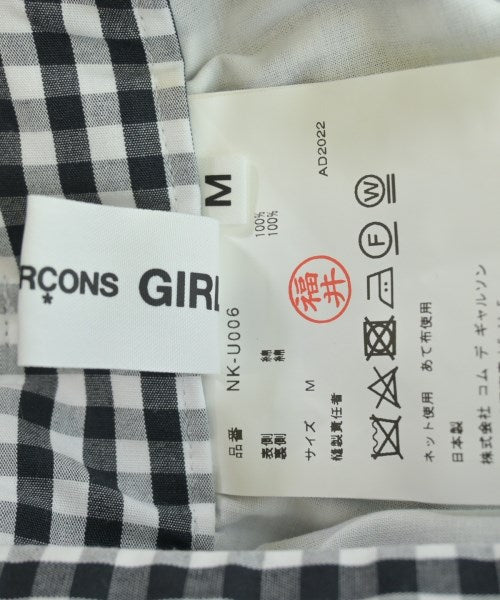 RÇONS GIRL
M
AD2022
品番 NK-U006
表側 綿 100%
裏側 綿 100%
サイズ M
縫製責任者 福井
W
F
ネット使用 あて布使用
日本製
株式会社 コム デ ギャルソン